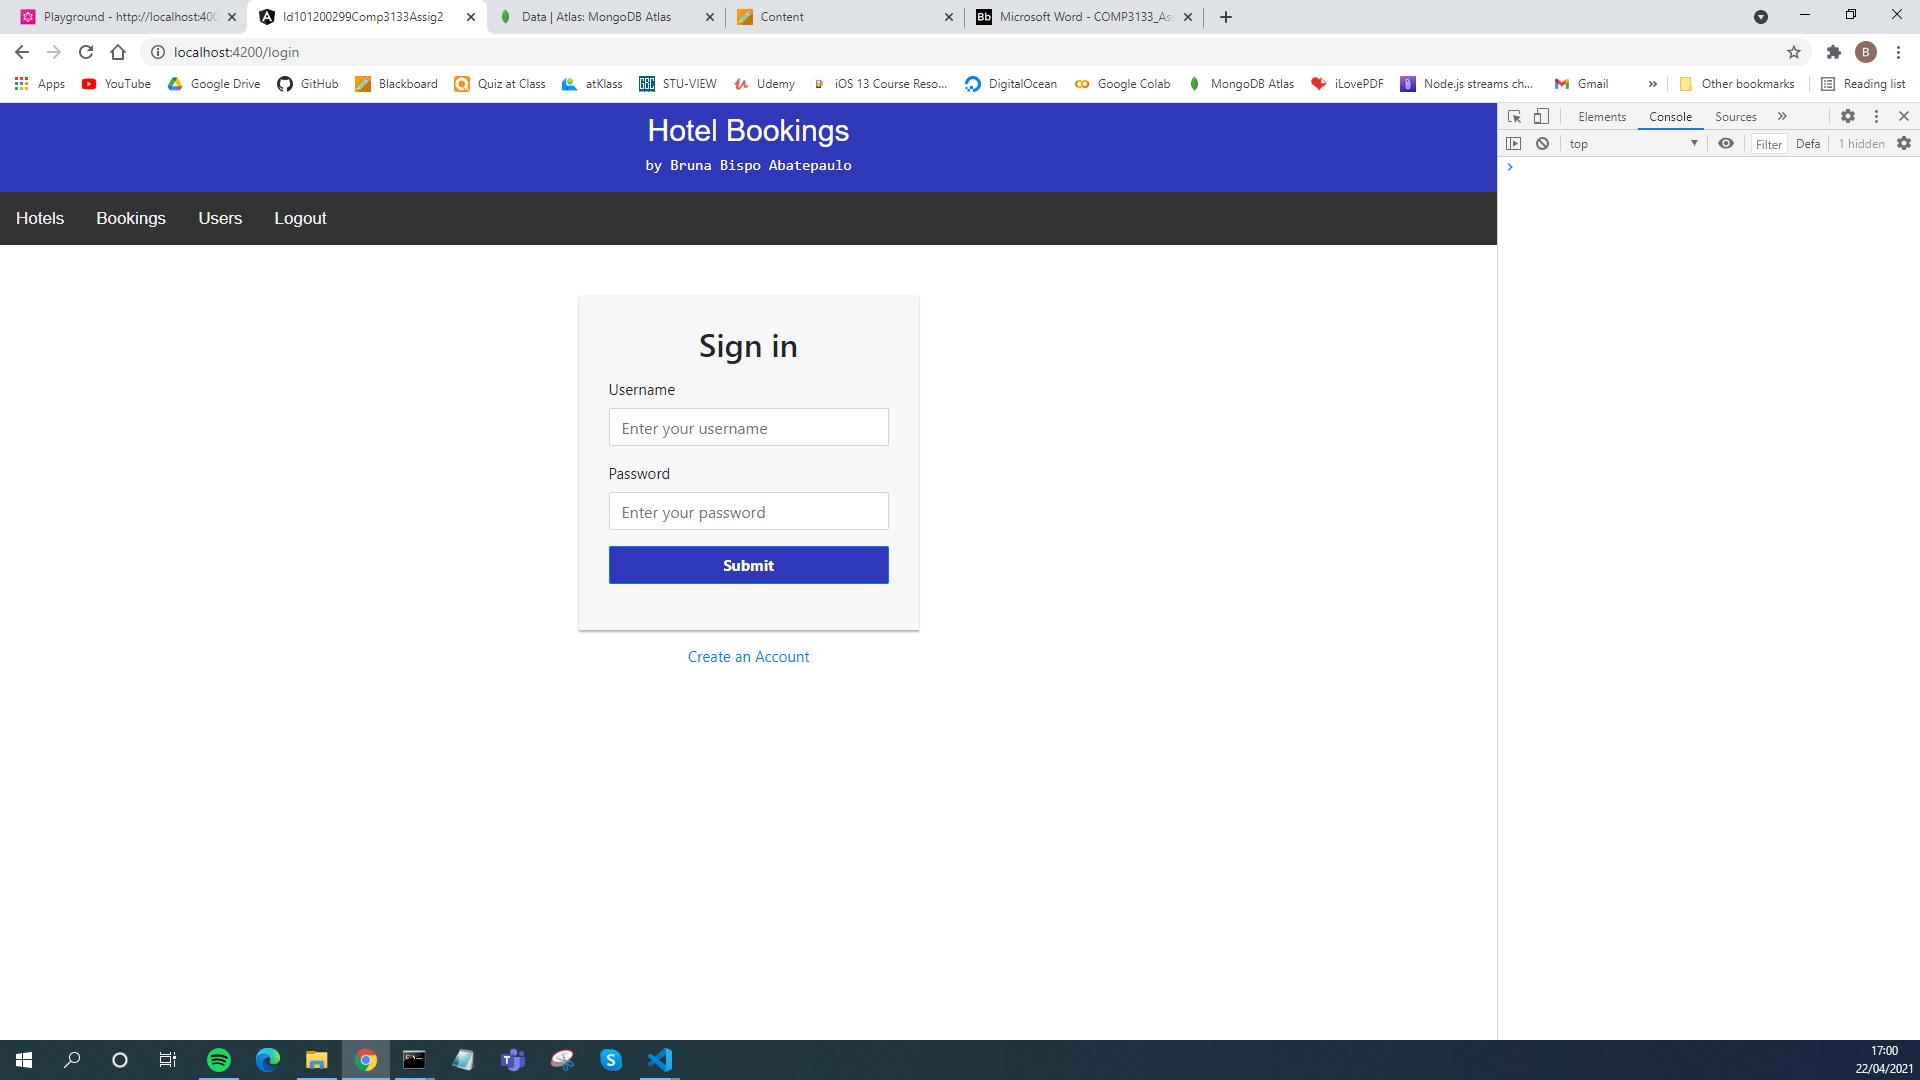 Playground - http://localhost:400
Id101200299Comp3133Assig2
Data | Atlas: MongoDB Atlas
Content
Bb
Microsoft Word - COMP3133_As
localhost:4200/login
B
Apps
YouTube
Google Drive
GitHub
Blackboard
Quiz at Class
atKlass
GBC
STU-VIEW
Udemy
iOS 13 Course Reso...
DigitalOcean
Google Colab
MongoDB Atlas
iLovePDF
Node.js streams ch...
Gmail
»
Other bookmarks
Reading list
Hotel Bookings
by Bruna Bispo Abatepaulo
Hotels
Bookings
Users
Logout
Elements
Console
Sources
»
top
Filter
Defa
1 hidden
Sign in
Username
Enter your username
Password
Enter your password
Submit
Create an Account
17:00
22/04/2021